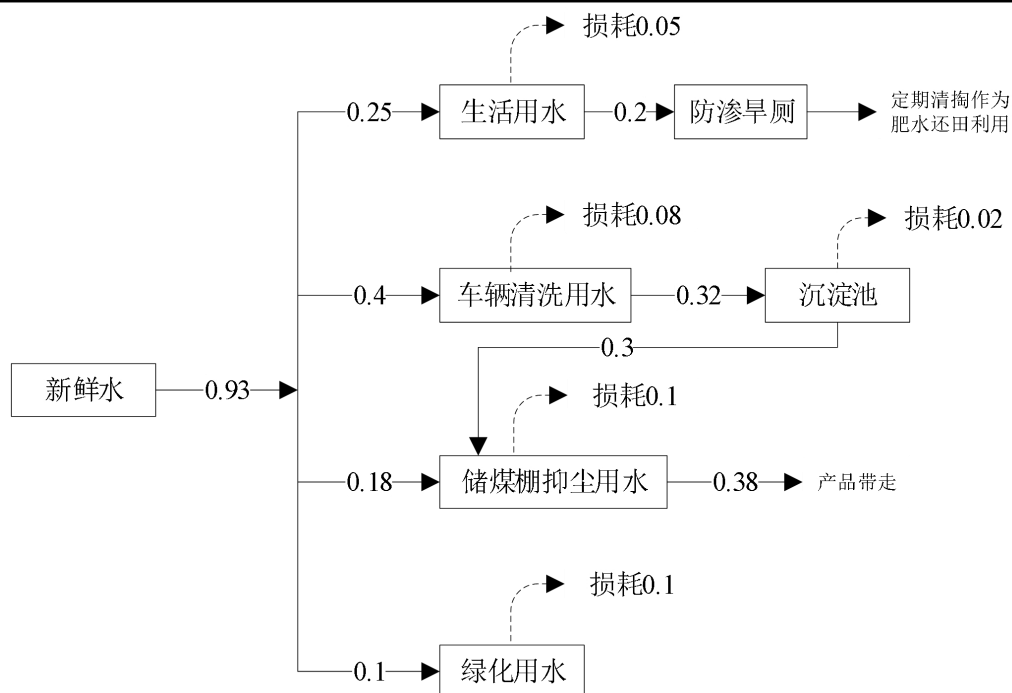 损耗0.05
0.25
生活用水
0.2
防渗旱厕
定期清掏作为
肥水还田利用
损耗0.08
损耗0.02
0.4
车辆清洗用水
0.32
沉淀池
0.3
新鲜水
0.93
损耗0.1
0.18
储煤棚抑尘用水
0.38
产品带走
损耗0.1
0.1
绿化用水